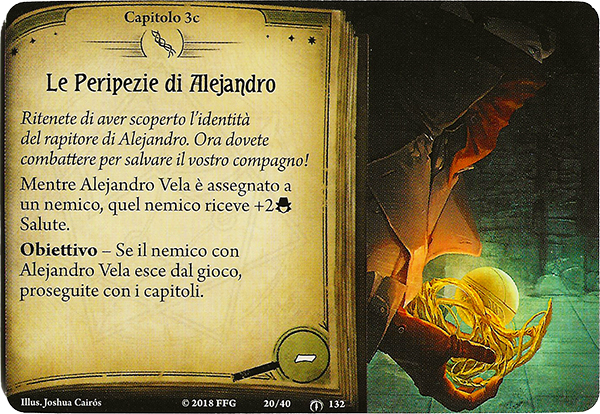 Capitolo 3c
Le Peripezie di Alejandro
Ritenete di aver scoperto l'identità
del rapitore di Alejandro. Ora dovete
combattere per salvare il vostro compagno!
Mentre Alejandro Vela è assegnato a
un nemico, quel nemico riceve +2
Salute.
Obiettivo – Se il nemico con
Alejandro Vela esce dal gioco,
proseguite con i capitoli.
–
Illus. Joshua Cairós © 2018 FFG 20/40 132